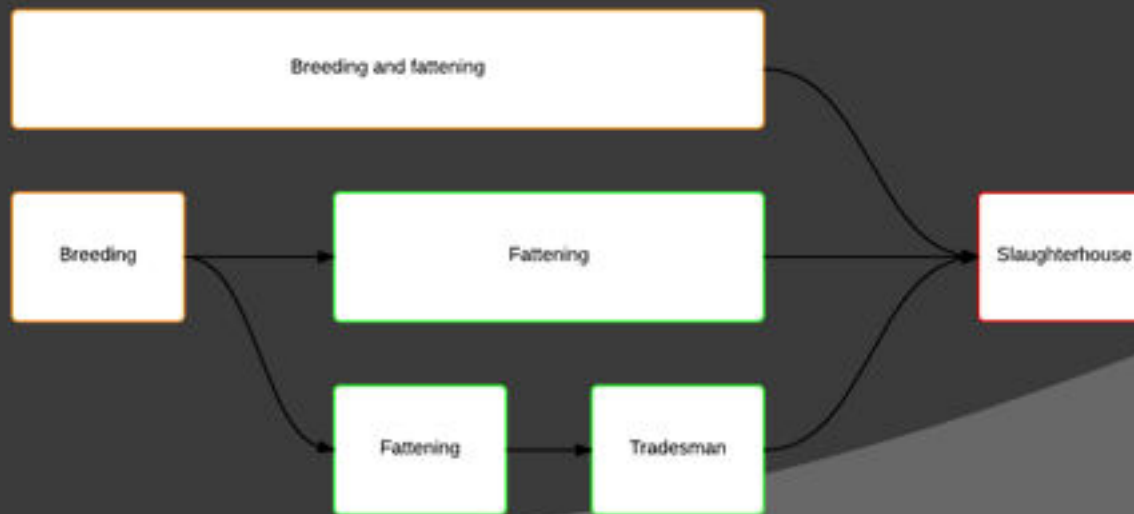 Breeding and fattening
Breeding
Fattening
Slaughterhouse
Fattening
Tradesman